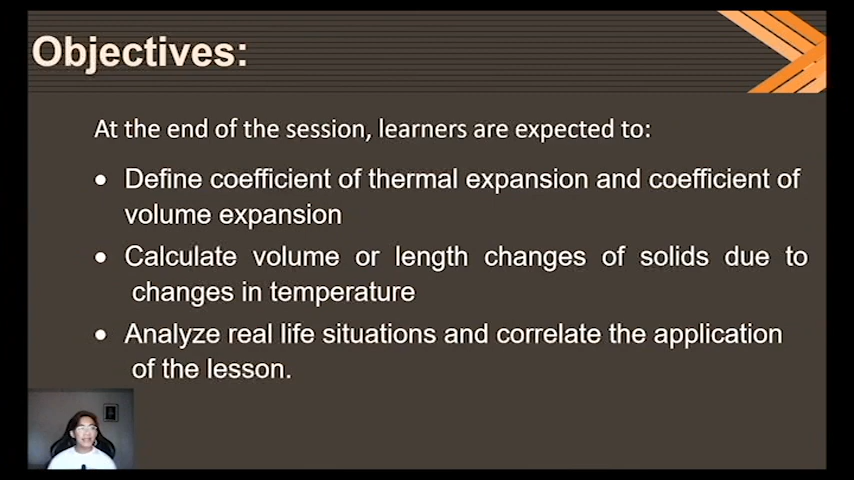 Objectives:
At the end of the session, learners are expected to:
• Define coefficient of thermal expansion and coefficient of
volume expansion
• Calculate volume or length changes of solids due to
changes in temperature
• Analyze real life situations and correlate the application
of the lesson.